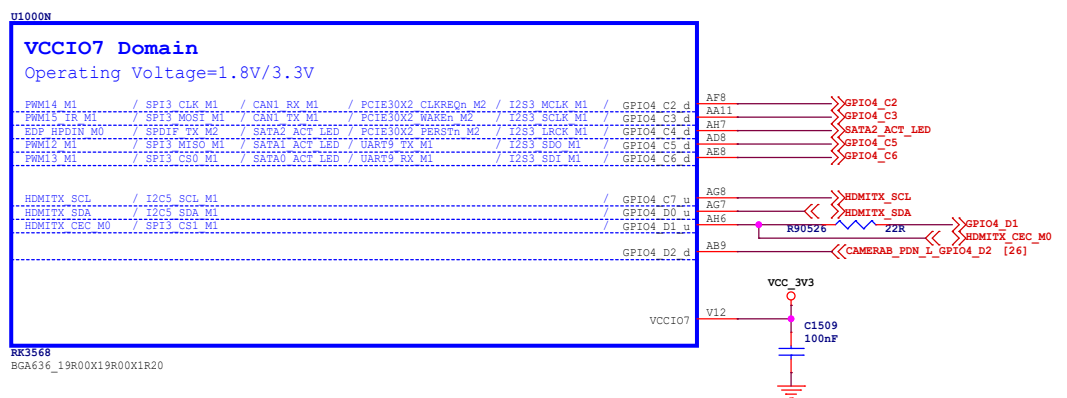 U1000N
VCCIO7 Domain
Operating Voltage=1.8V/3.3V
PWM14_M1 / SPI3_CLK_M1 / CAN1_RX_M1 / PCIE30X2_CLKREQn_M2 / I2S3_MCLK_M1 / GPIO4_C2_d AF8 GPIO4_C2
PWM15_IR_M1 / SPI3_MOSI_M1 / CAN1_TX_M1 / PCIE30X2_WAKEn_M2 / I2S3_SCLK_M1 / GPIO4_C3_d AA11 GPIO4_C3
EDP_HPDIN_M0 / SPDIF_TX_M2 / SATA2_ACT_LED / PCIE30X2_PERSTn_M2 / I2S3_LRCK_M1 / GPIO4_C4_d AH7 SATA2_ACT_LED
PWM12_M1 / SPI3_MISO_M1 / SATA1_ACT_LED / UART9_TX_M1 / I2S3_SDO_M1 / GPIO4_C5_d AD8 GPIO4_C5
PWM13_M1 / SPI3_CS0_M1 / SATA0_ACT_LED / UART9_RX_M1 / I2S3_SDI_M1 / GPIO4_C6_d AE8 GPIO4_C6
HDMITX_SCL / I2C5_SCL_M1 / GPIO4_C7_u AG8 HDMITX_SCL
HDMITX_SDA / I2C5_SDA_M1 / GPIO4_D0_u AG7 HDMITX_SDA
HDMITX_CEC_M0 / SPI3_CS1_M1 / GPIO4_D1_u AH6 R90526 22R GPIO4_D1
HDMITX_CEC_M0
GPIO4_D2_d AB9 CAMERAB_PDN_L_GPIO4_D2 [26]
VCC_3V3
VCCIO7 V12
C1509
100nF
RK3568
BGA636_19R00X19R00X1R20